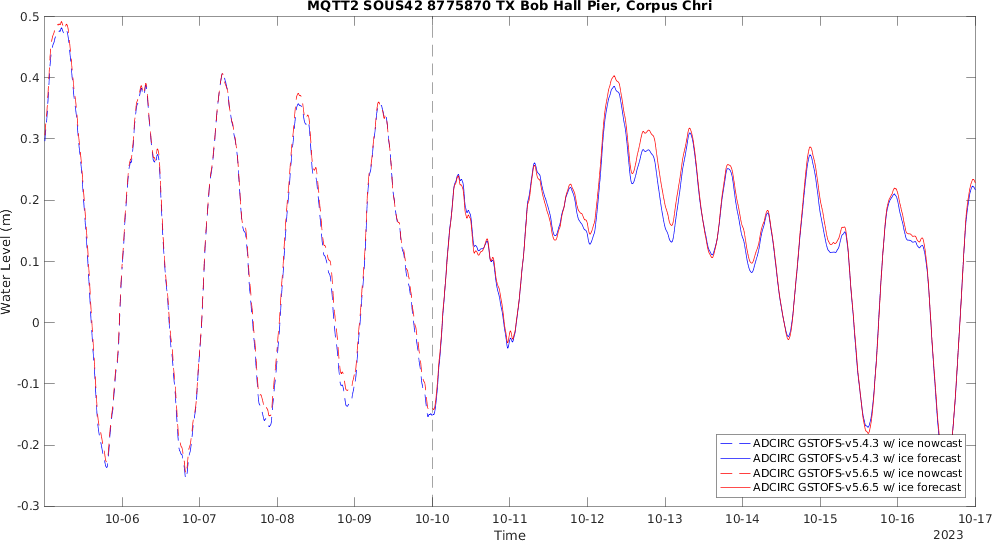 MQTT2 SOUS42 8775870 TX Bob Hall Pier, Corpus Chri
0.5
0.4
0.3
0.2
0.1
0
-0.1
-0.2
-0.3
Water Level (m)
10-06 10-07 10-08 10-09 10-10 10-11 10-12 10-13 10-14 10-15 10-16 10-17
Time
2023
ADCIRC GSTOFS-v5.4.3 w/ ice nowcast
ADCIRC GSTOFS-v5.4.3 w/ ice forecast
ADCIRC GSTOFS-v5.6.5 w/ ice nowcast
ADCIRC GSTOFS-v5.6.5 w/ ice forecast